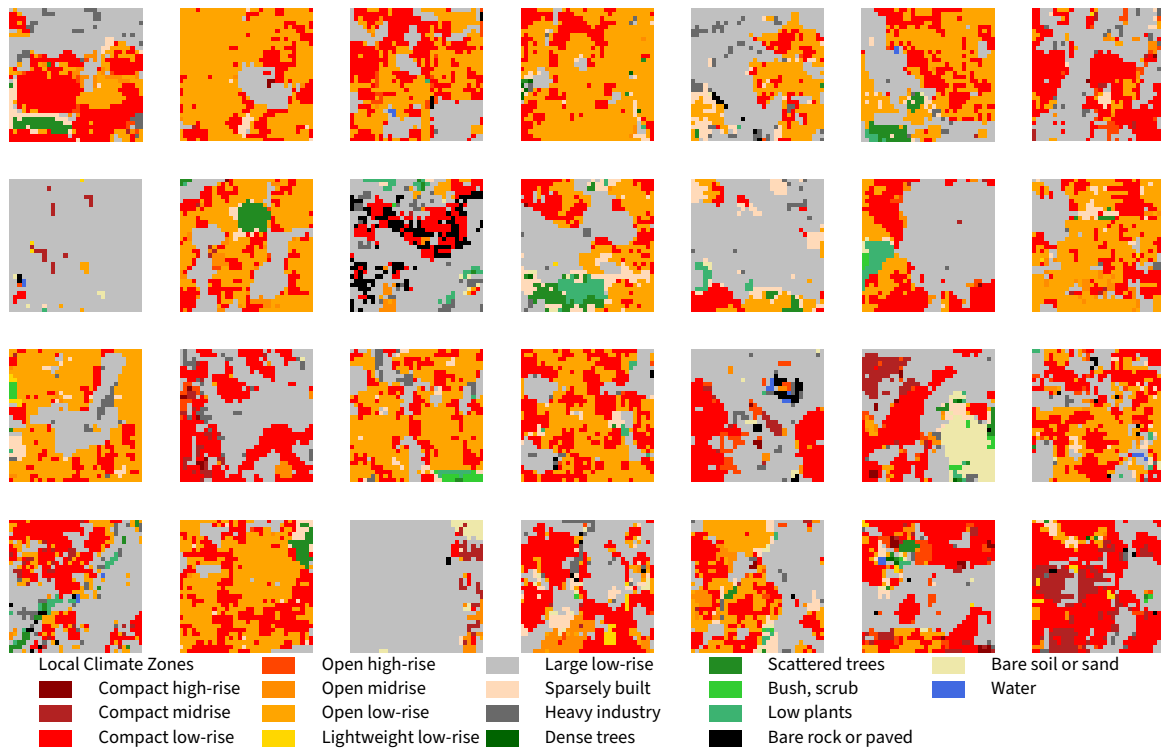 Local Climate Zones
Compact high-rise
Compact midrise
Compact low-rise
Open high-rise
Open midrise
Open low-rise
Lightweight low-rise
Large low-rise
Sparsely built
Heavy industry
Dense trees
Scattered trees
Bush, scrub
Low plants
Bare rock or paved
Bare soil or sand
Water